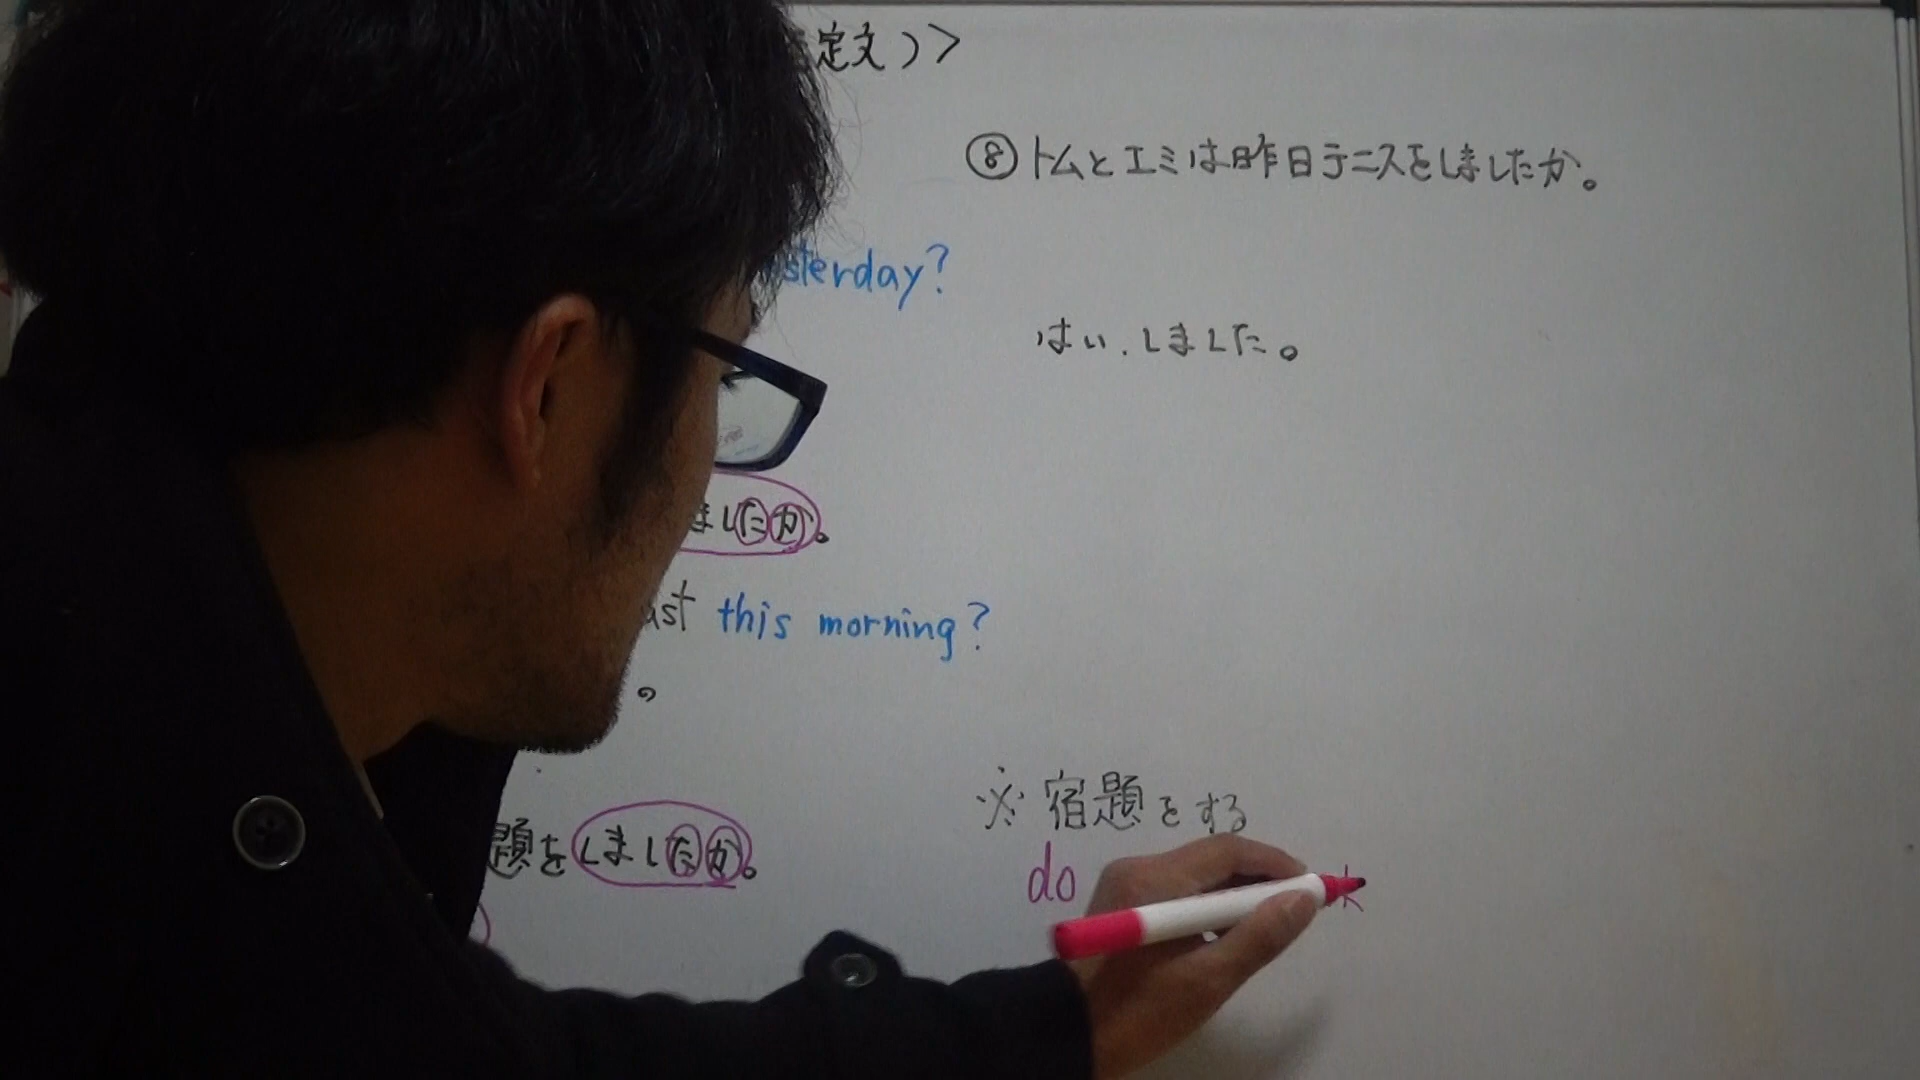 定文)>
⑧トムとエミは昨日テニスをしましたか。
sterday?
はい、しました。
ましたか。
ast this morning?
。
※宿題をする
題をしましたか。
do k